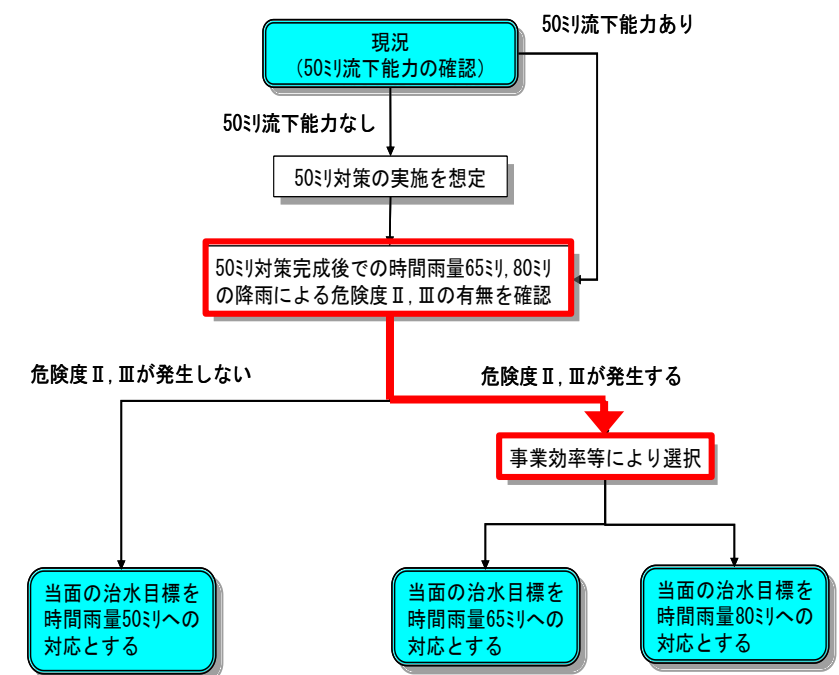 50ﾐﾘ流下能力あり
現況
（50ﾐﾘ流下能力の確認）
50ﾐﾘ流下能力なし
50ﾐﾘ対策の実施を想定
50ﾐﾘ対策完成後での時間雨量65ﾐﾘ,80ﾐﾘ
の降雨による危険度Ⅱ,Ⅲの有無を確認
危険度Ⅱ,Ⅲが発生しない
危険度Ⅱ,Ⅲが発生する
事業効率等により選択
当面の治水目標を
時間雨量50ﾐﾘへの
対応とする
当面の治水目標を
時間雨量65ﾐﾘへの
対応とする
当面の治水目標を
時間雨量80ﾐﾘへの
対応とする